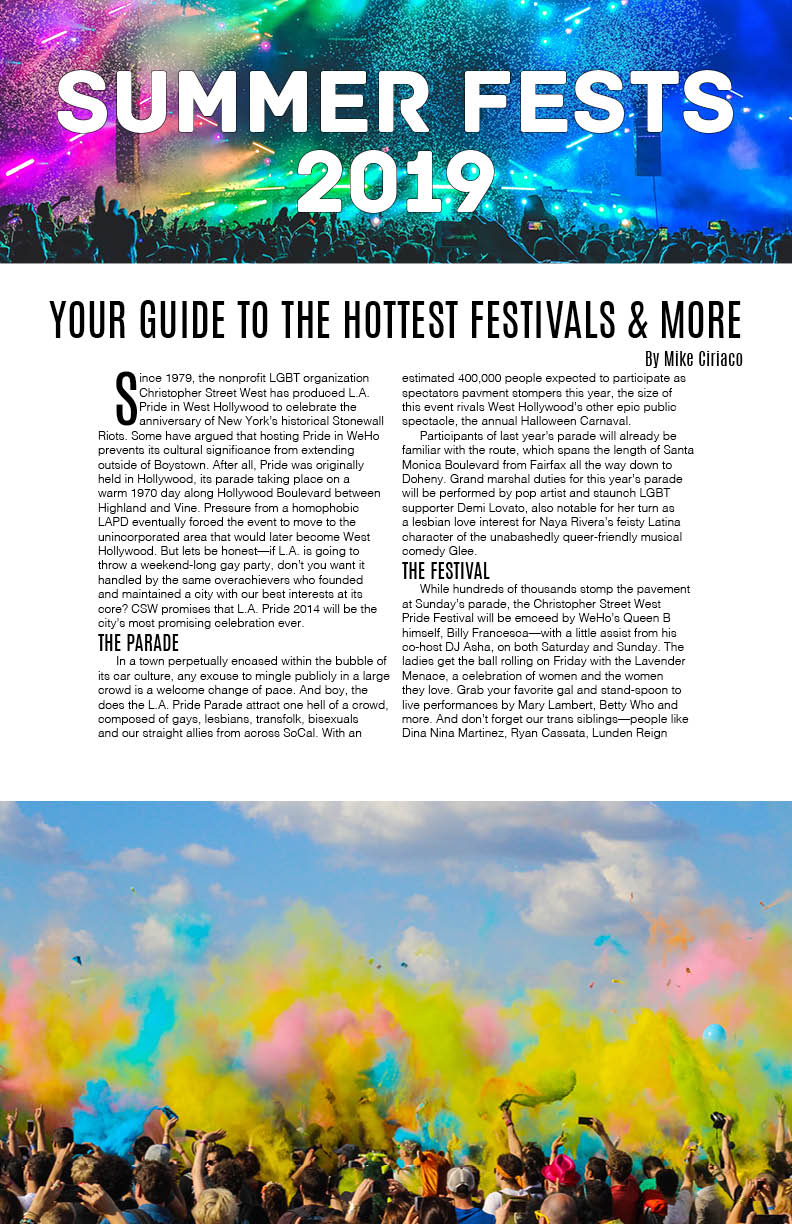 SUMMER FESTS
2019
YOUR GUIDE TO THE HOTTEST FESTIVALS & MORE
By Mike Ciriaco
Since 1979, the nonprofit LGBT organization
Christopher Street West has produced L.A.
Pride in West Hollywood to celebrate the
anniversary of New York’s historical Stonewall
Riots. Some have argued that hosting Pride in WeHo
prevents its cultural significance from extending
outside of Boystown. After all, Pride was originally
held in Hollywood, its parade taking place on a
warm 1970 day along Hollywood Boulevard between
Highland and Vine. Pressure from a homophobic
LAPD eventually forced the event to move to the
unincorporated area that would later become West
Hollywood. But lets be honest—if L.A. is going to
throw a weekend-long gay party, don’t you want it
handled by the same overachievers who founded
and maintained a city with our best interests at its
core? CSW promises that L.A. Pride 2014 will be the
city’s most promising celebration ever.
THE PARADE
In a town perpetually encased within the bubble of
its car culture, any excuse to mingle publicly in a large
crowd is a welcome change of pace. And boy, the
does the L.A. Pride Parade attract one hell of a crowd,
composed of gays, lesbians, transfolk, bisexuals
and our straight allies from across SoCal. With an
estimated 400,000 people expected to participate as
spectators pavment stompers this year, the size of
this event rivals West Hollywood’s other epic public
spectacle, the annual Halloween Carnaval.
Participants of last year’s parade will already be
familiar with the route, which spans the length of Santa
Monica Boulevard from Fairfax all the way down to
Doheny. Grand marshal duties for this year’s parade
will be performed by pop artist and staunch LGBT
supporter Demi Lovato, also notable for her turn as
a lesbian love interest for Naya Rivera’s feisty Latina
character of the unabashedly queer-friendly musical
comedy Glee.
THE FESTIVAL
While hundreds of thousands stomp the pavement
at Sunday’s parade, the Christopher Street West
Pride Festival will be emceed by WeHo’s Queen B
himself, Billy Francesca—with a little assist from his
co-host DJ Asha, on both Saturday and Sunday. The
ladies get the ball rolling on Friday with the Lavender
Menace, a celebration of women and the women
they love. Grab your favorite gal and stand-spoon to
live performances by Mary Lambert, Betty Who and
more. And don’t forget our trans siblings—people like
Dina Nina Martinez, Ryan Cassata, Lunden Reign